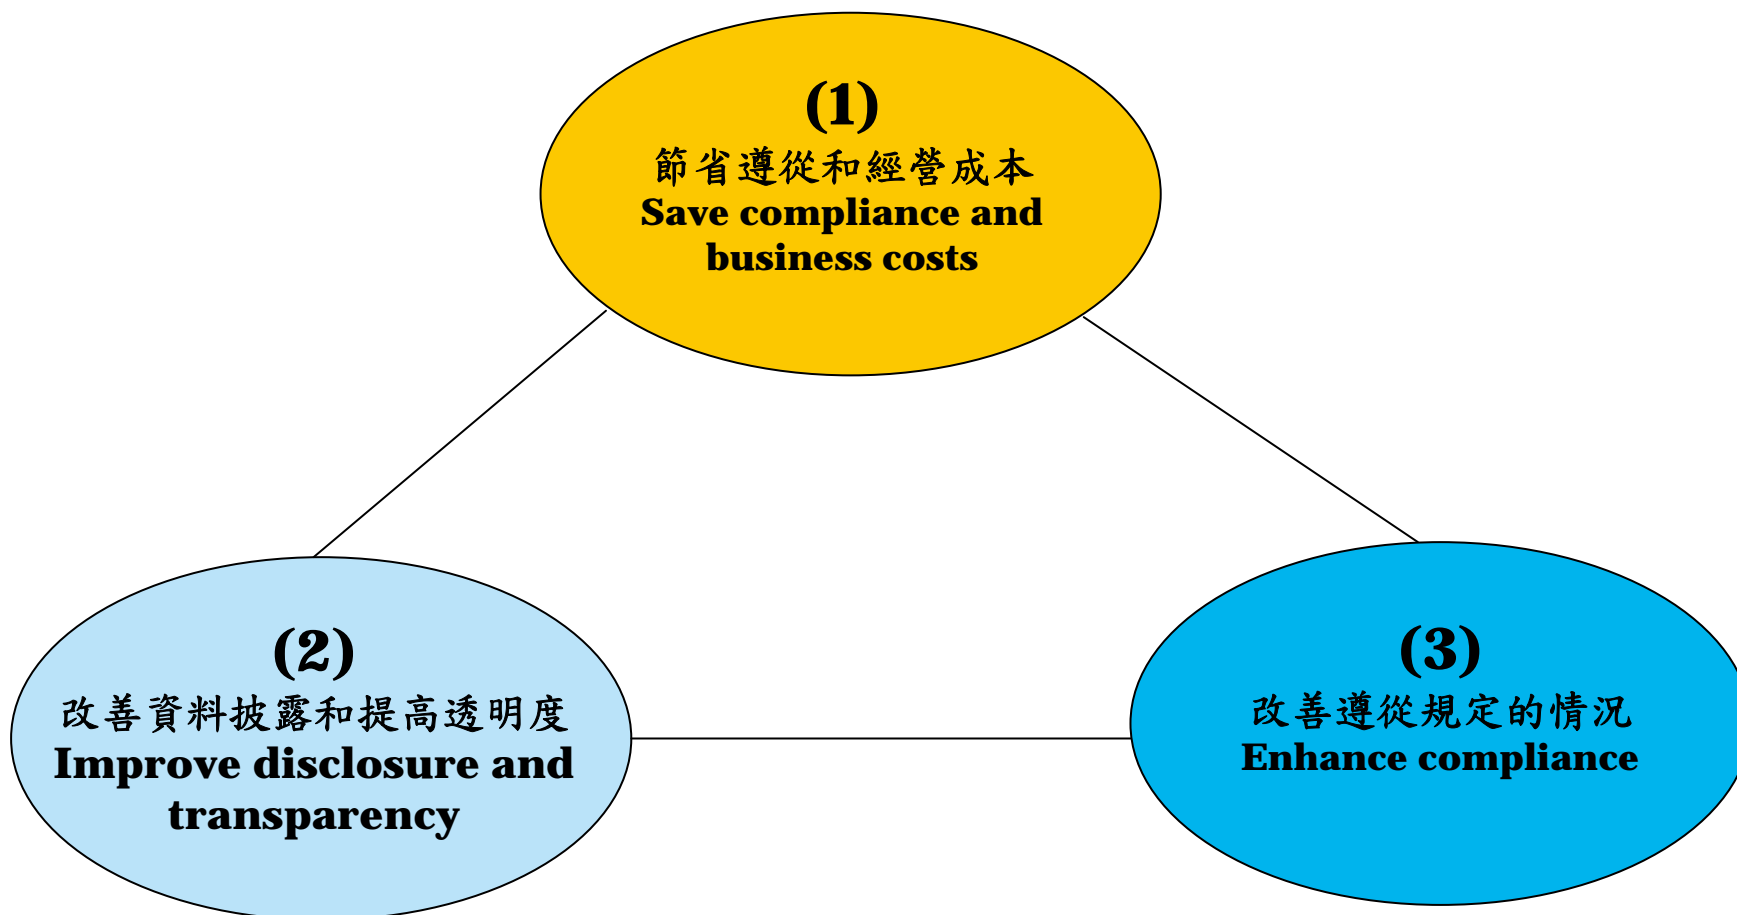 (1)
節省遵從和經營成本
Save compliance and
business costs
(2)
改善資料披露和提高透明度
Improve disclosure and
transparency
(3)
改善遵從規定的情況
Enhance compliance